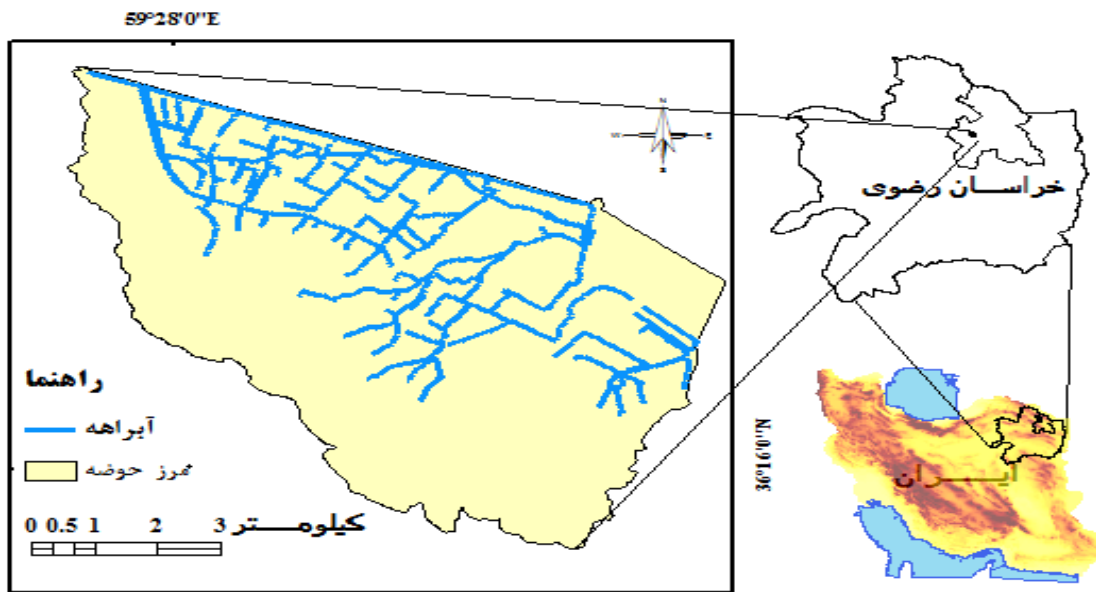 59°28'0"E
N
W
E
S
خراسان رضوی
راهنما
آبراهه
مرز حوضه
0 0.5 1 2 3 کیلومتر
36°16'0"N
ایران